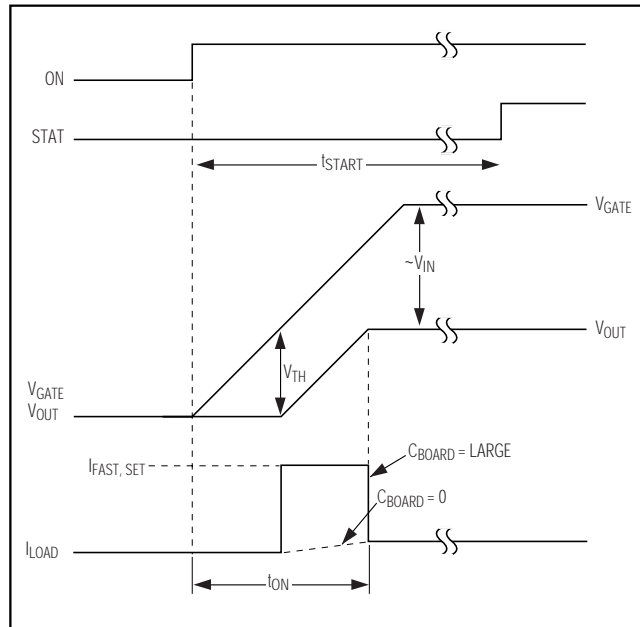 ON
STAT
tSTART
VGATE
~VIN
VOUT
VTH
VGATE
VOUT
CBOARD = LARGE
IFAST, SET
CBOARD = 0
ILOAD
tON